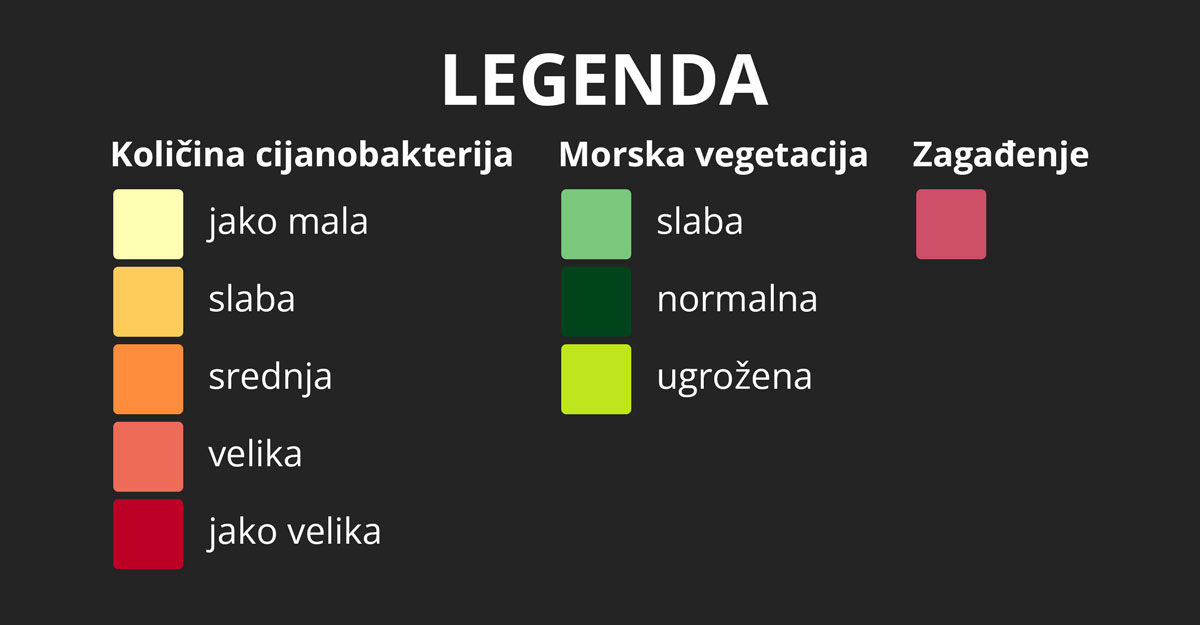 LEGENDA
Količina cijanobakterija
jako mala
slaba
srednja
velika
jako velika
Morska vegetacija
slaba
normalna
ugrožena
Zagađenje